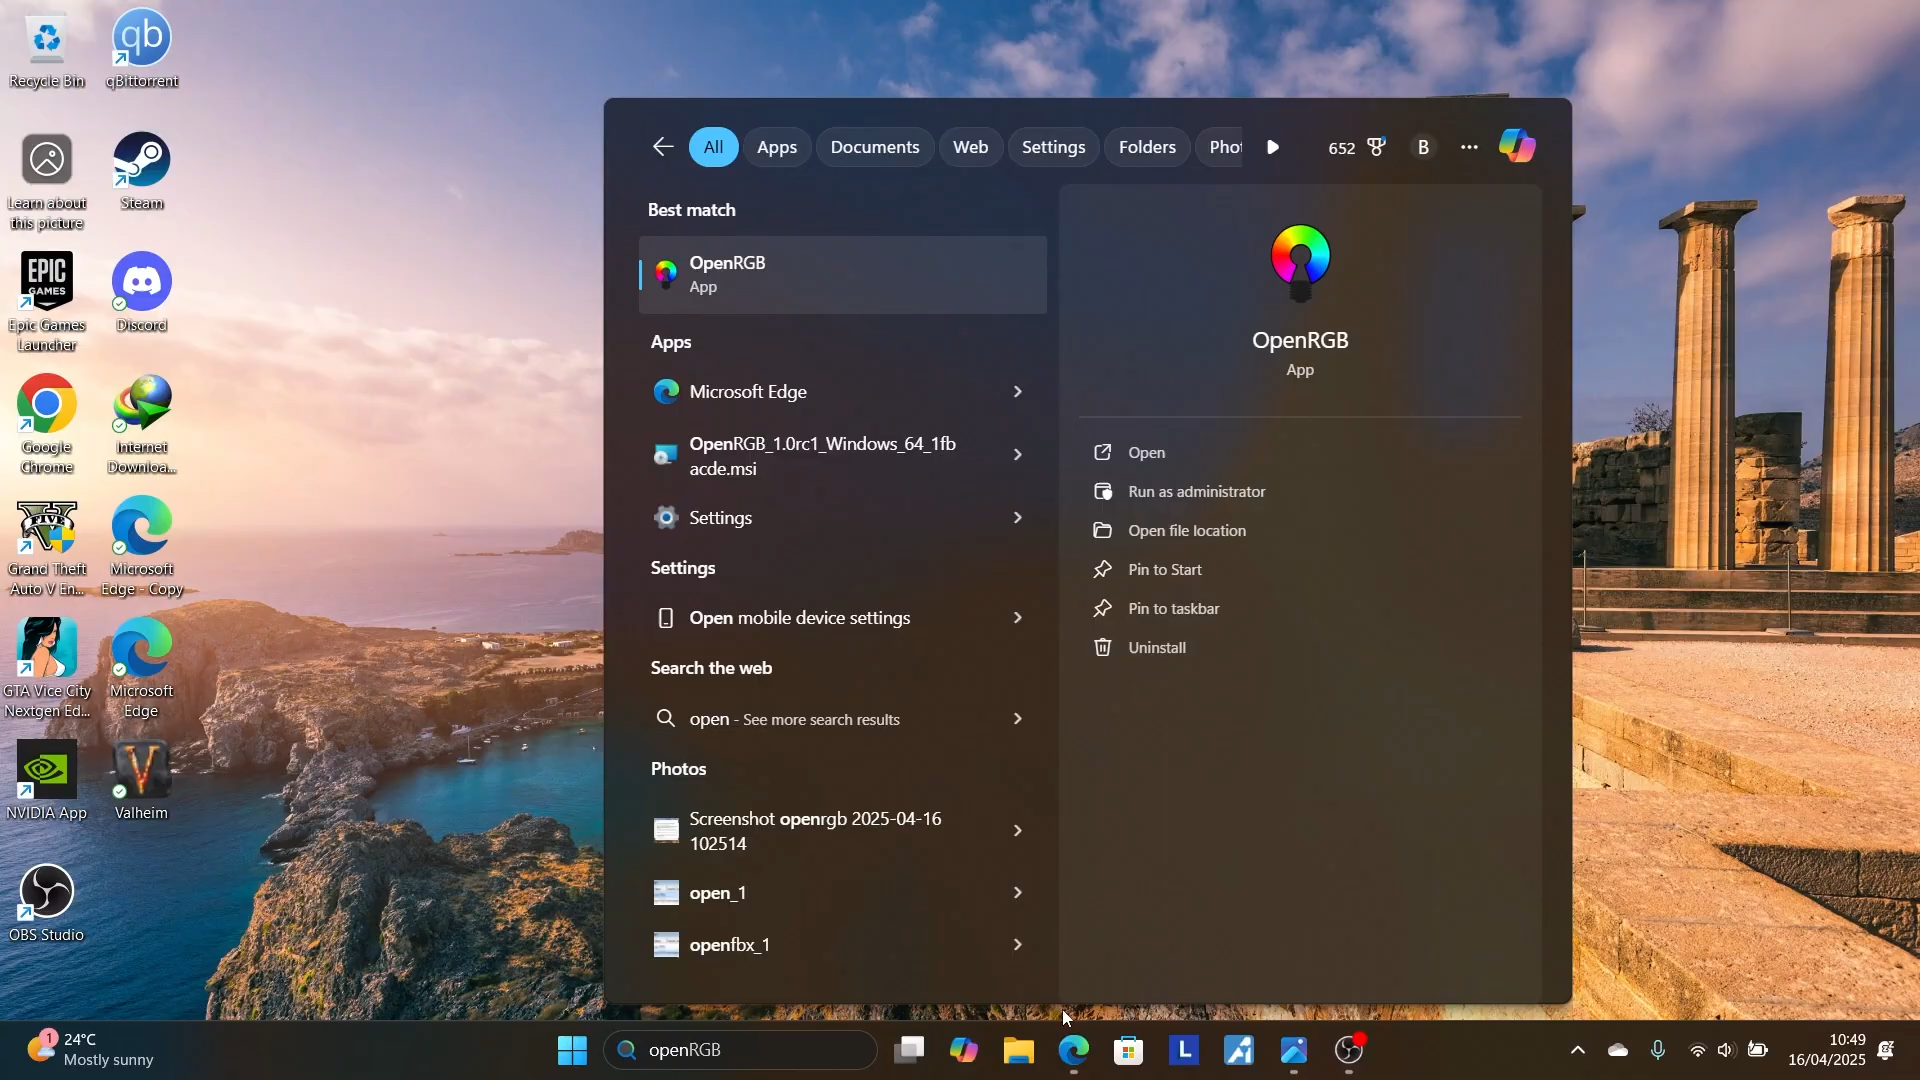 Recycle Bin
qBittorrent
Learn about
this picture
Steam
EPIC
GAMES
Epic Games
Launcher
Discord
Google
Chrome
Internet
Downloa...
FIVE
Grand Theft
Auto V En...
Microsoft
Edge - Copy
GTA Vice City
Nextgen Ed...
Microsoft
Edge
NVIDIA App
Valheim
OBS Studio
All
Apps
Documents
Web
Settings
Folders
Phot
652
B
Best match
OpenRGB
App
Apps
Microsoft Edge
OpenRGB_1.0rc1_Windows_64_1fb
acde.msi
Settings
Settings
Open mobile device settings
Search the web
open - See more search results
Photos
Screenshot openrgb 2025-04-16
102514
open_1
openfbx_1
OpenRGB
App
Open
Run as administrator
Open file location
Pin to Start
Pin to taskbar
Uninstall
1
24°C
Mostly sunny
openRGB
L
10:49
16/04/2025